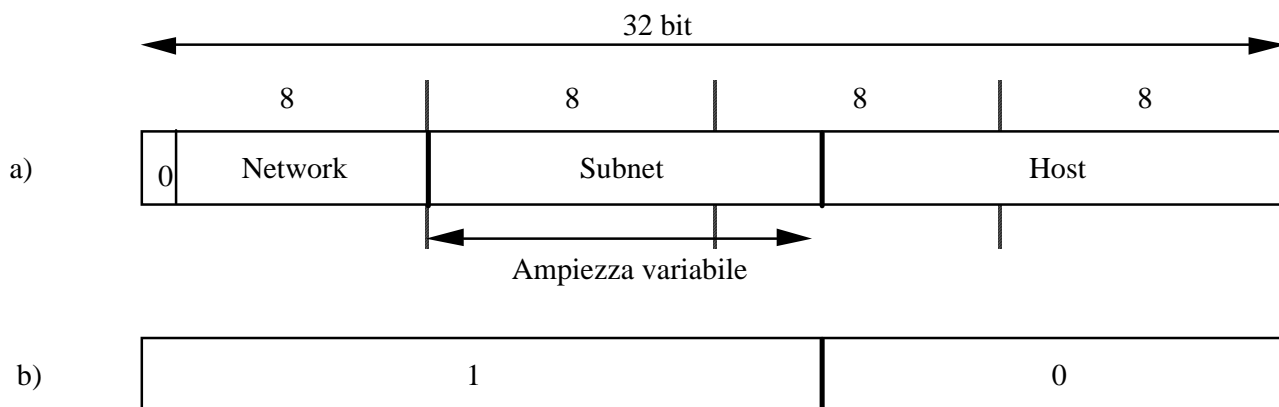 32 bit
8 8 8 8
a) 0 Network Subnet Host
Ampiezza variabile
b) 1 0